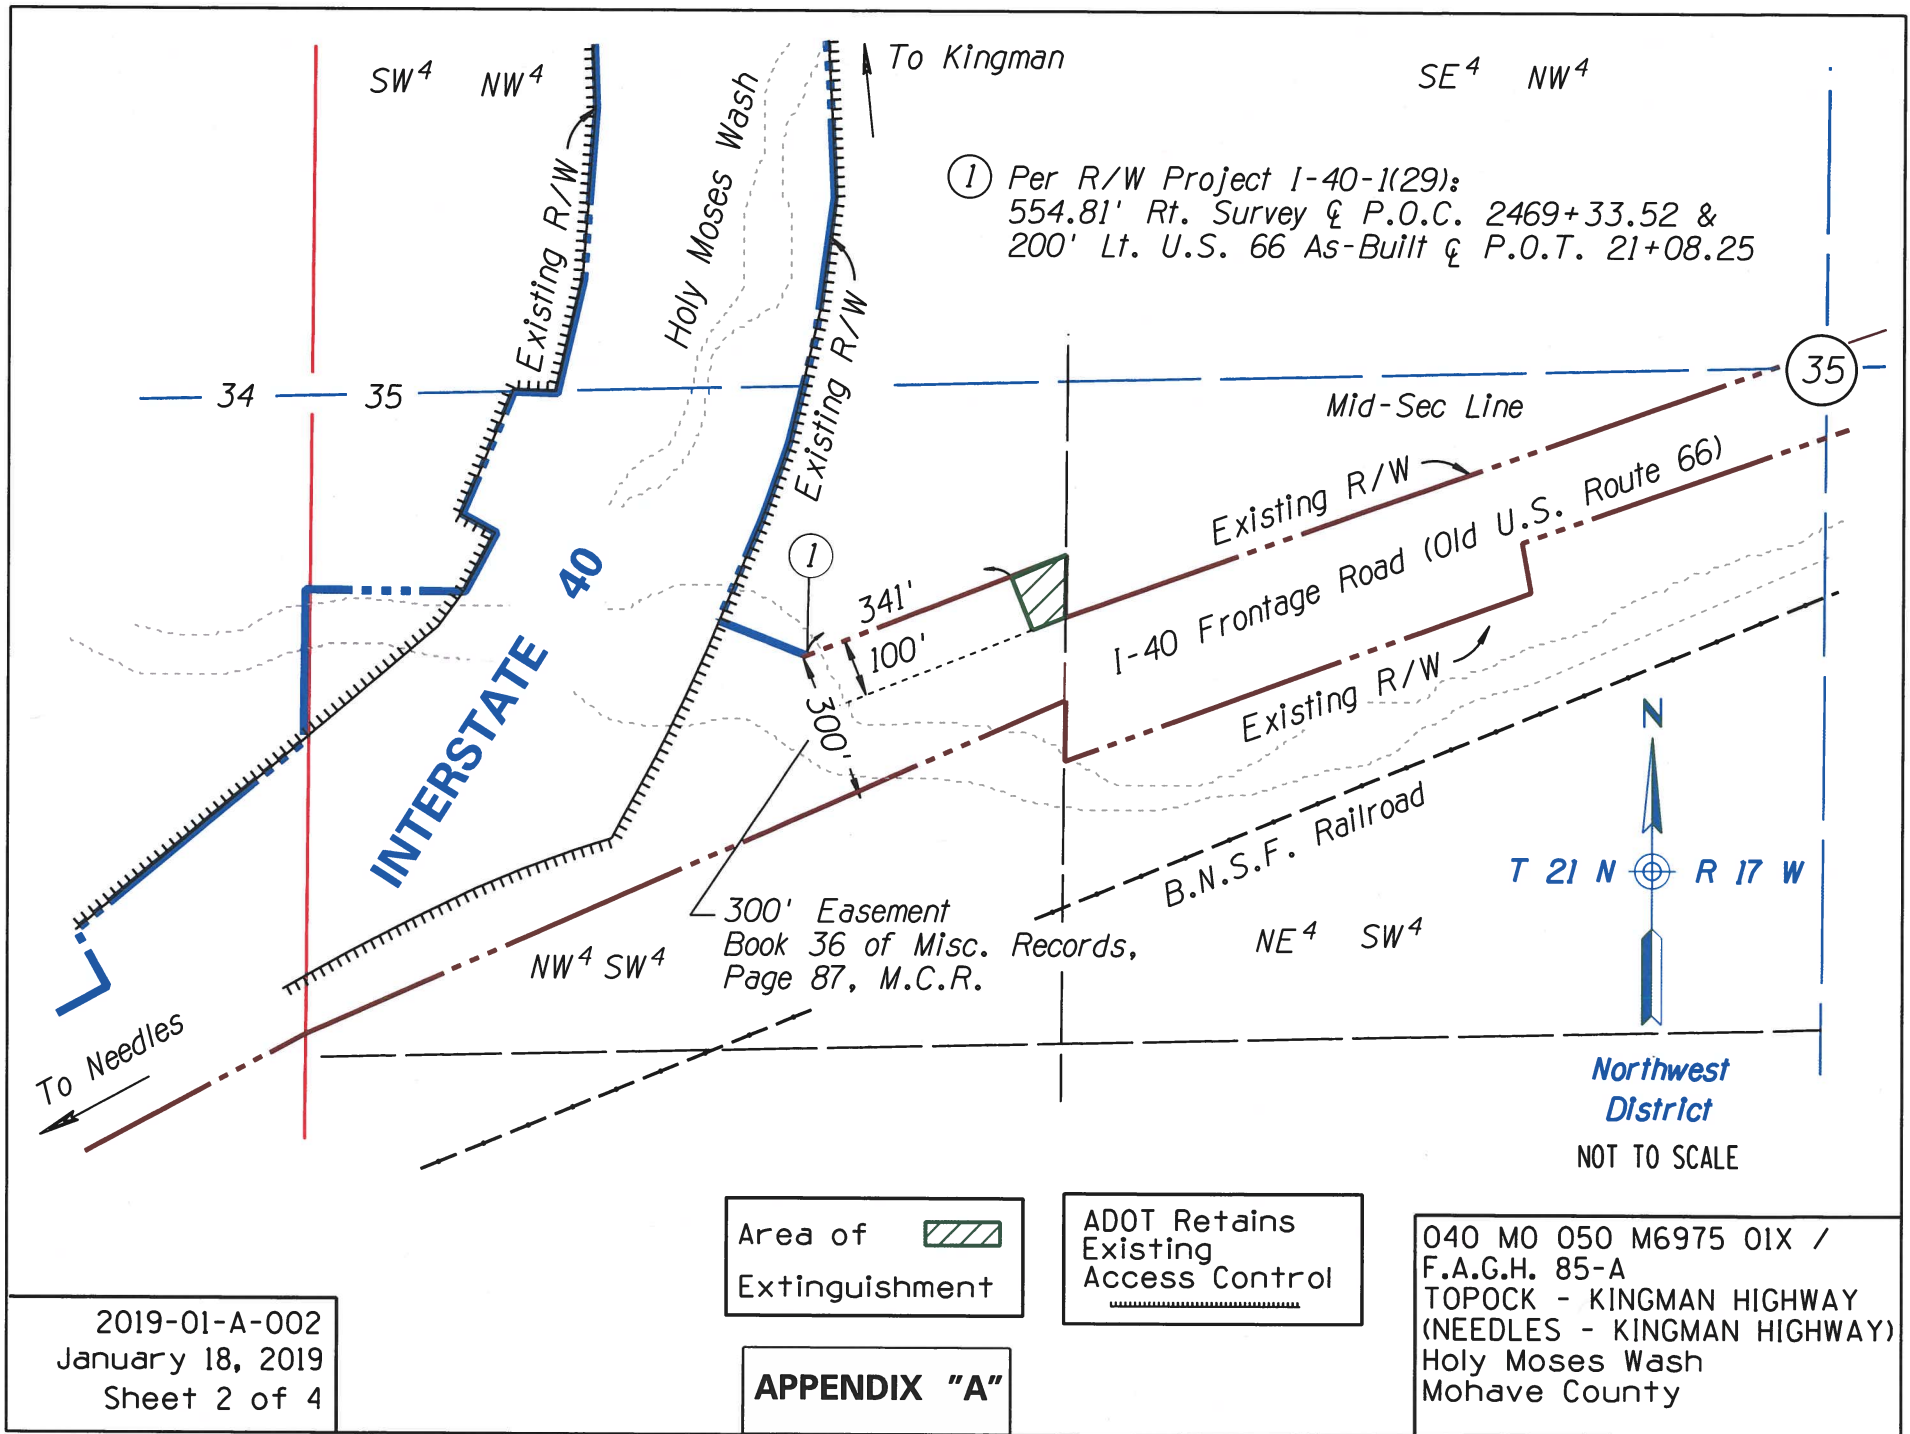 SW4 NW4
To Kingman
SE4 NW4
Holy Moses Wash
Existing R/W
1 Per R/W Project I-40-1(29):
554.81' Rt. Survey ℄ P.O.C. 2469+33.52 &
200' Lt. U.S. 66 As-Built ℄ P.O.T. 21+08.25
Existing R/W
34 35
35
Mid-Sec Line
Existing R/W
1
341'
100'
300'
I-40 Frontage Road (Old U.S. Route 66)
Existing R/W
INTERSTATE 40
B.N.S.F. Railroad
N
T 21 N R 17 W
300' Easement
Book 36 of Misc. Records,
Page 87, M.C.R.
NW4 SW4
NE4 SW4
To Needles
Northwest
District
NOT TO SCALE
Area of
Extinguishment
ADOT Retains
Existing
Access Control
040 MO 050 M6975 01X /
F.A.G.H. 85-A
TOPOCK - KINGMAN HIGHWAY
(NEEDLES - KINGMAN HIGHWAY)
Holy Moses Wash
Mohave County
2019-01-A-002
January 18, 2019
Sheet 2 of 4
APPENDIX "A"